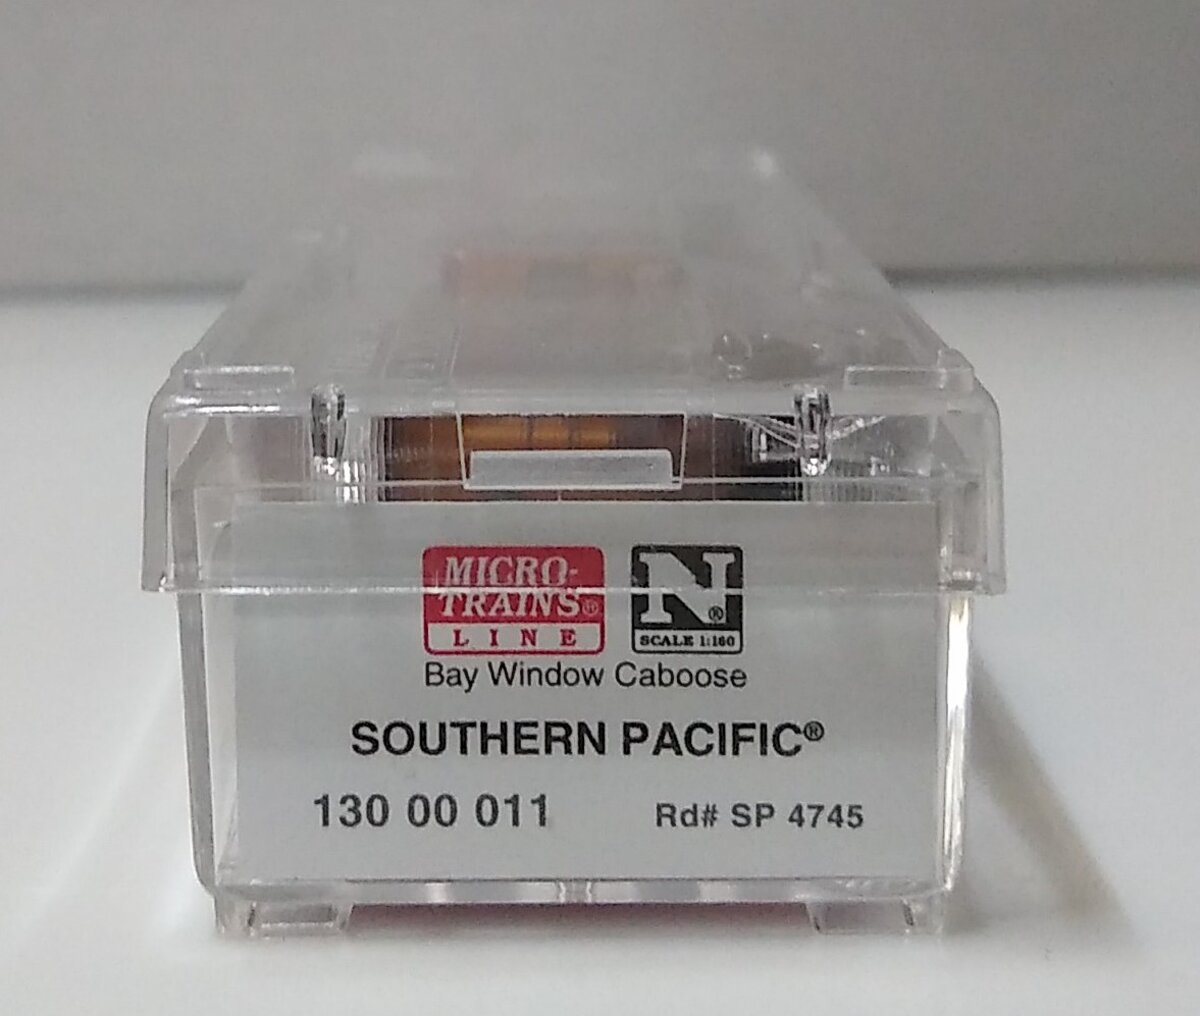 MICRO-
TRAINS®
LINE
N®
SCALE 1:160
Bay Window Caboose
SOUTHERN PACIFIC®
130 00 011 Rd# SP 4745